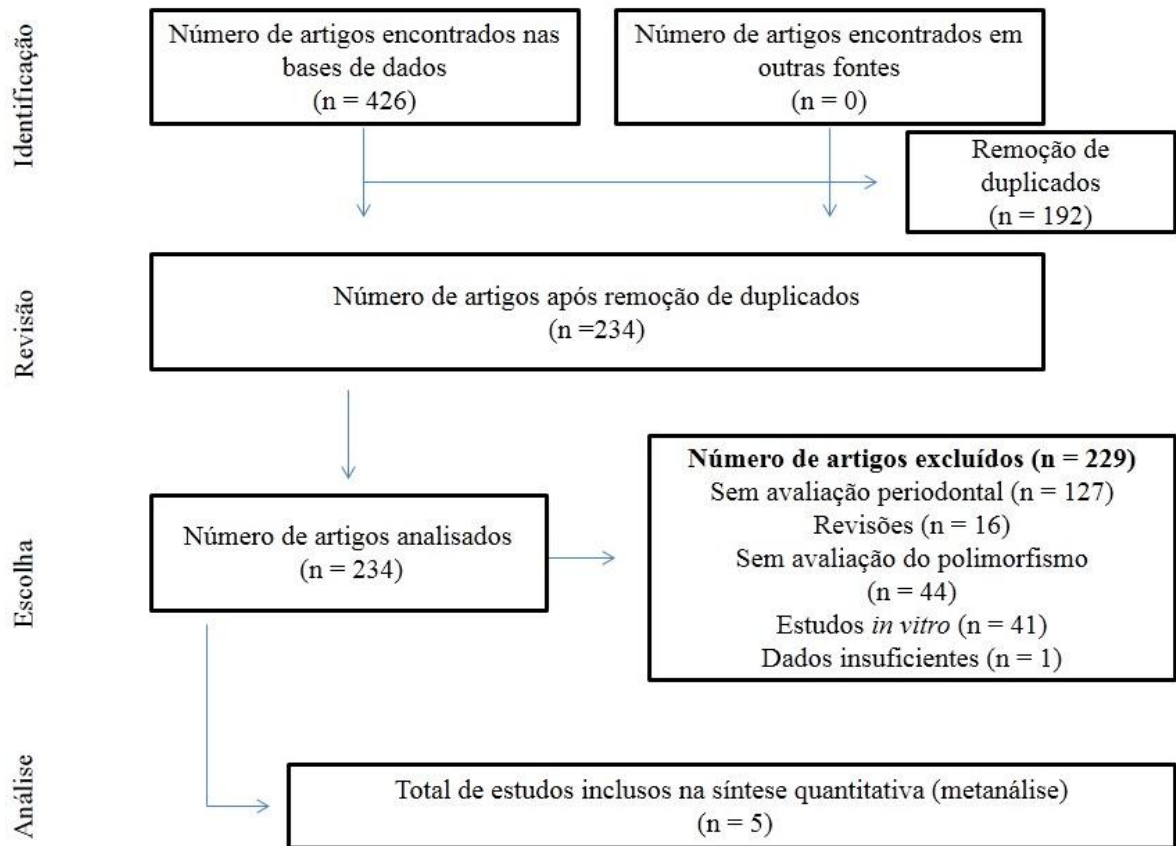 Identificação
Número de artigos encontrados nas
bases de dados
(n = 426)
Número de artigos encontrados em
outras fontes
(n = 0)
Remoção de
duplicados
(n = 192)
Revisão
Número de artigos após remoção de duplicados
(n =234)
Escolha
Número de artigos analisados
(n = 234)
Número de artigos excluídos (n = 229)
Sem avaliação periodontal (n = 127)
Revisões (n = 16)
Sem avaliação do polimorfismo
(n = 44)
Estudos in vitro (n = 41)
Dados insuficientes (n = 1)
Análise
Total de estudos inclusos na síntese quantitativa (metanálise)
(n = 5)